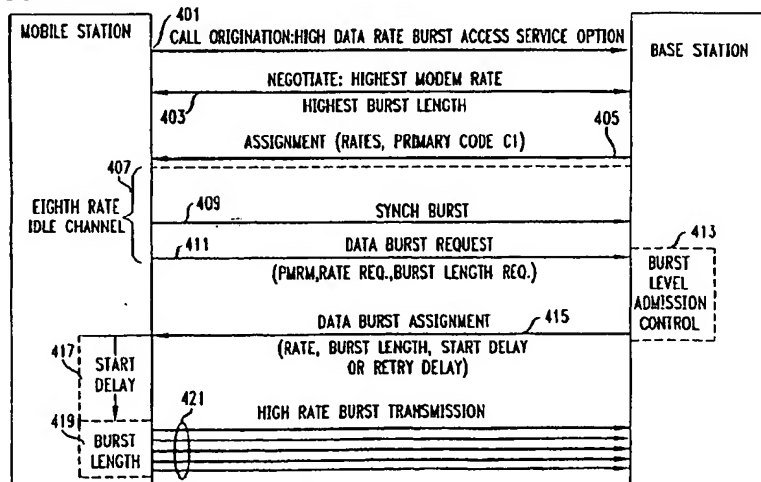 MOBILE STATION
401
CALL ORIGINATION:HIGH DATA RATE BURST ACCESS SERVICE OPTION
BASE STATION
NEGOTIATE: HIGHEST MODEM RATE
403
HIGHEST BURST LENGTH
405
ASSIGNMENT (RATES, PRIMARY CODE C1)
407
EIGHTH RATE
IDLE CHANNEL
409
SYNCH BURST
411
DATA BURST REQUEST
(PMRM,RATE REQ.,BURST LENGTH REQ.)
413
BURST
LEVEL
ADMISSION
CONTROL
DATA BURST ASSIGNMENT
415
(RATE, BURST LENGTH, START DELAY
OR RETRY DELAY)
417
START
DELAY
421
HIGH RATE BURST TRANSMISSION
419
BURST
LENGTH